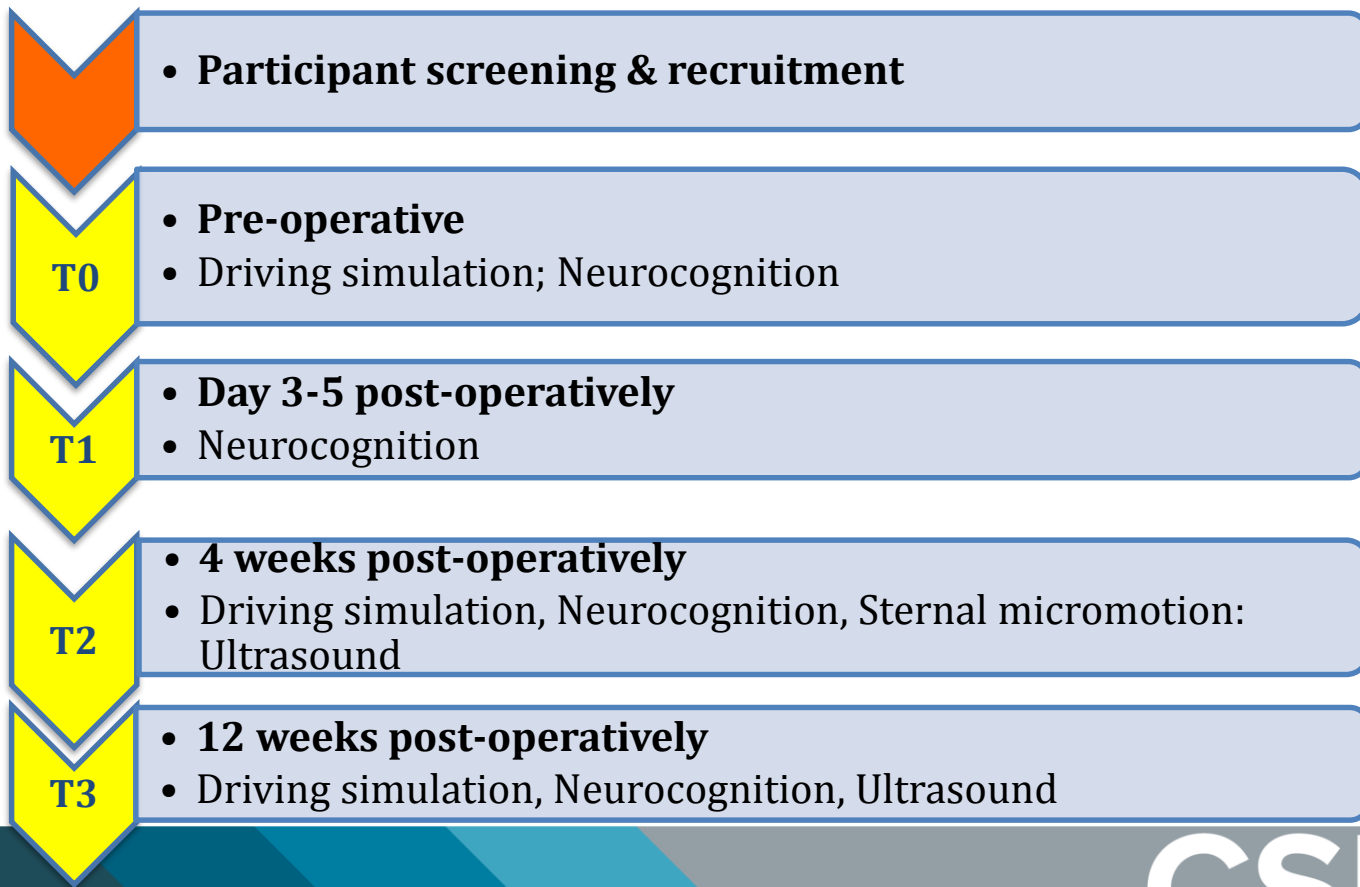 • Participant screening & recruitment
T0
• Pre-operative
• Driving simulation; Neurocognition
T1
• Day 3-5 post-operatively
• Neurocognition
T2
• 4 weeks post-operatively
• Driving simulation, Neurocognition, Sternal micromotion:
Ultrasound
T3
• 12 weeks post-operatively
• Driving simulation, Neurocognition, Ultrasound